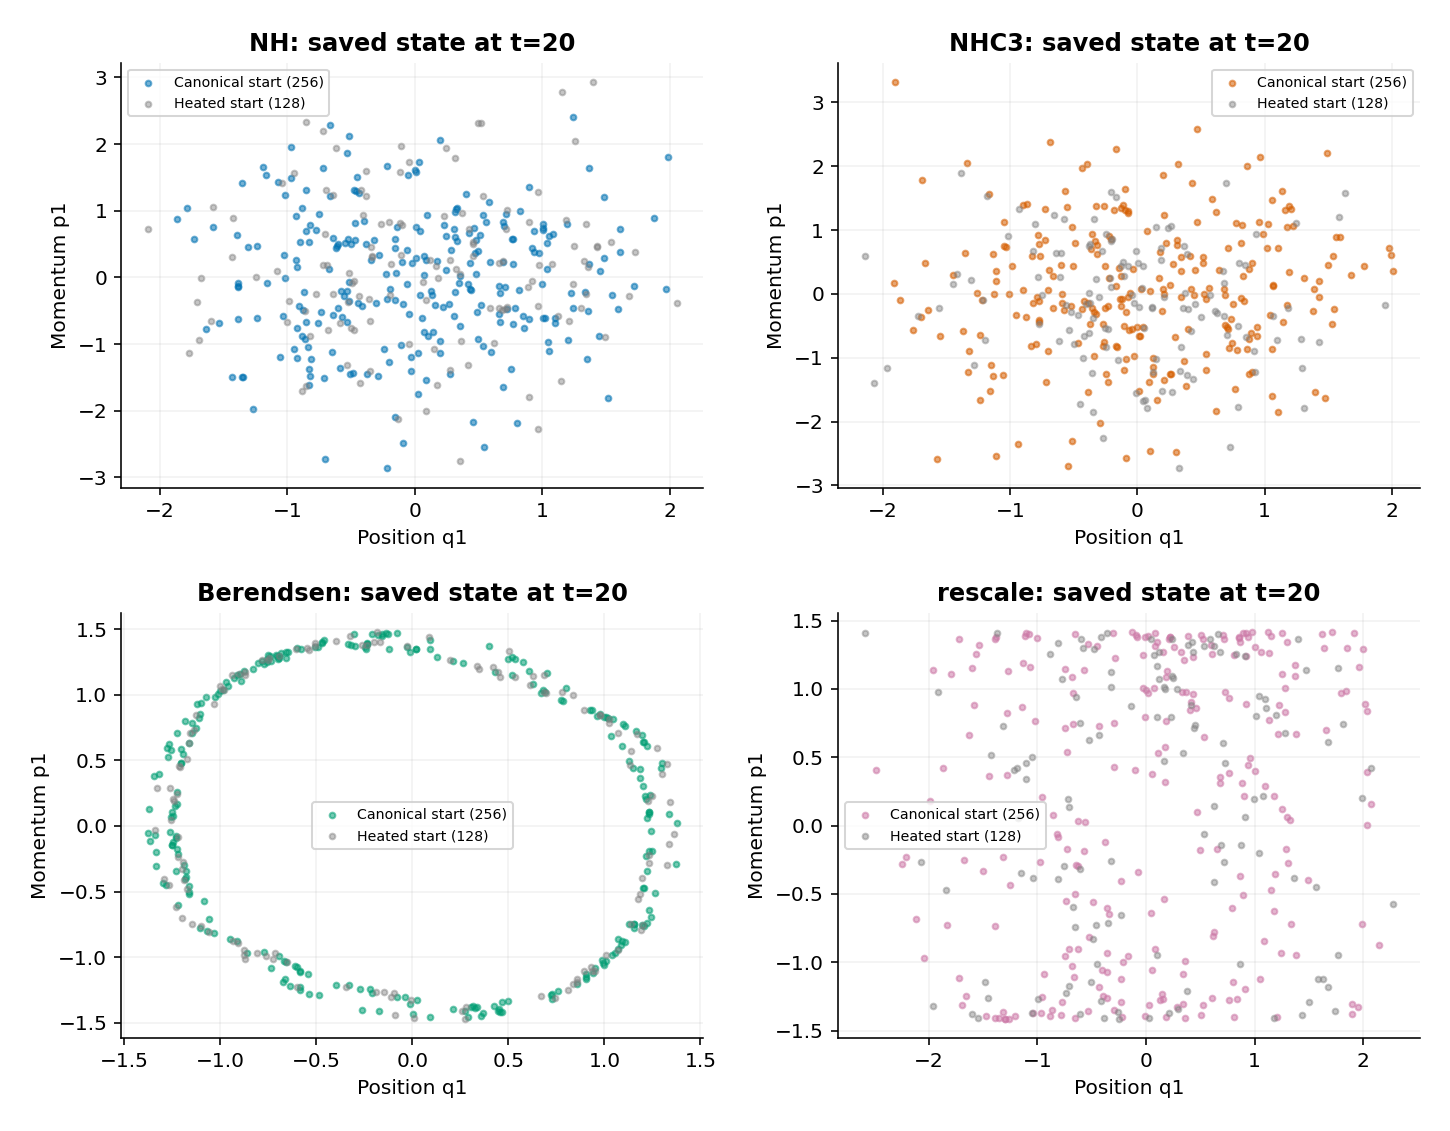 NH: saved state at t=20
Canonical start (256)
Heated start (128)
3
2
1
0
−1
−2
−3
Momentum p1
−2
−1
0
1
2
Position q1
NHC3: saved state at t=20
Canonical start (256)
Heated start (128)
3
2
1
0
−1
−2
−3
Momentum p1
−2
−1
0
1
2
Position q1
Berendsen: saved state at t=20
1.5
1.0
0.5
0.0
−0.5
−1.0
−1.5
Momentum p1
Canonical start (256)
Heated start (128)
−1.5
−1.0
−0.5
0.0
0.5
1.0
1.5
Position q1
rescale: saved state at t=20
1.5
1.0
0.5
0.0
−0.5
−1.0
−1.5
Momentum p1
Canonical start (256)
Heated start (128)
−2
−1
0
1
2
Position q1